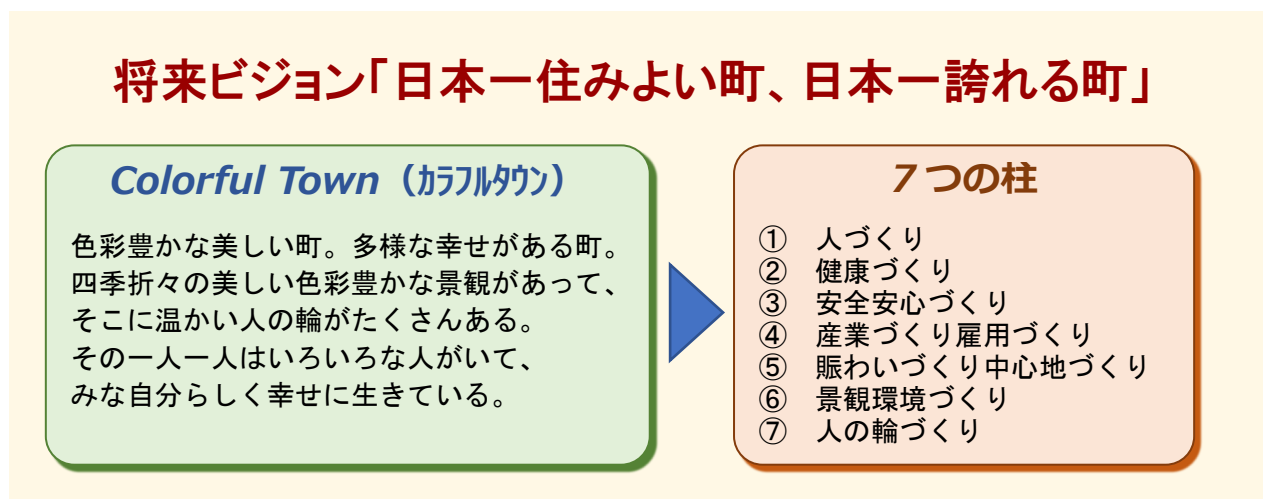 将来ビジョン「日本一住みよい町、日本一誇れる町」
Colorful Town（ｶﾗﾌﾙﾀｳﾝ）
色彩豊かな美しい町。多様な幸せがある町。
四季折々の美しい色彩豊かな景観があって、
そこに温かい人の輪がたくさんある。
その一人一人はいろいろな人がいて、
みな自分らしく幸せに生きている。
７つの柱
①　人づくり
②　健康づくり
③　安全安心づくり
④　産業づくり雇用づくり
⑤　賑わいづくり中心地づくり
⑥　景観環境づくり
⑦　人の輪づくり